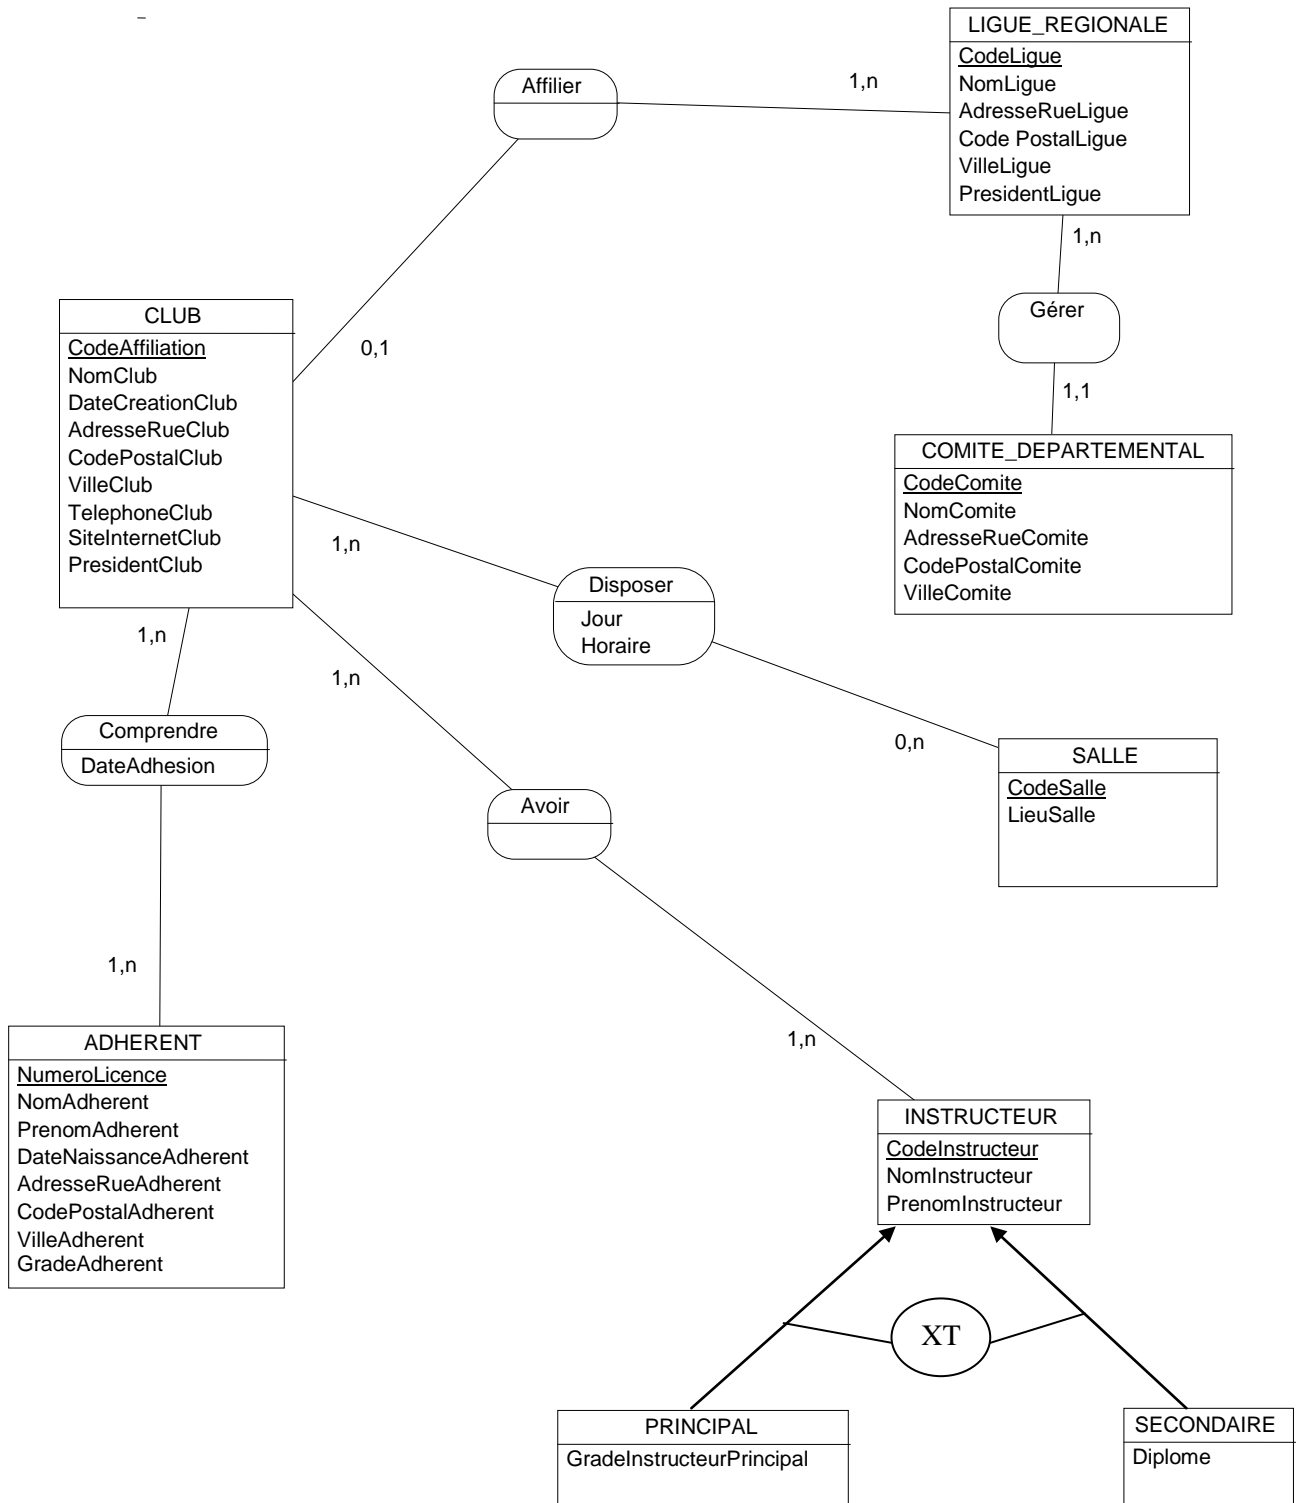 LIGUE_REGIONALE
CodeLigue
NomLigue
AdresseRueLigue
Code PostalLigue
VilleLigue
PresidentLigue
Affilier
1,n
1,n
Gérer
1,1
CLUB
CodeAffiliation
NomClub
DateCreationClub
AdresseRueClub
CodePostalClub
VilleClub
TelephoneClub
SiteInternetClub
PresidentClub
0,1
COMITE_DEPARTEMENTAL
CodeComite
NomComite
AdresseRueComite
CodePostalComite
VilleComite
1,n
Disposer
Jour
Horaire
1,n
1,n
Comprendre
DateAdhesion
0,n
SALLE
CodeSalle
LieuSalle
Avoir
1,n
1,n
ADHERENT
NumeroLicence
NomAdherent
PrenomAdherent
DateNaissanceAdherent
AdresseRueAdherent
CodePostalAdherent
VilleAdherent
GradeAdherent
INSTRUCTEUR
CodeInstructeur
NomInstructeur
PrenomInstructeur
XT
PRINCIPAL
GradeInstructeurPrincipal
SECONDAIRE
Diplome